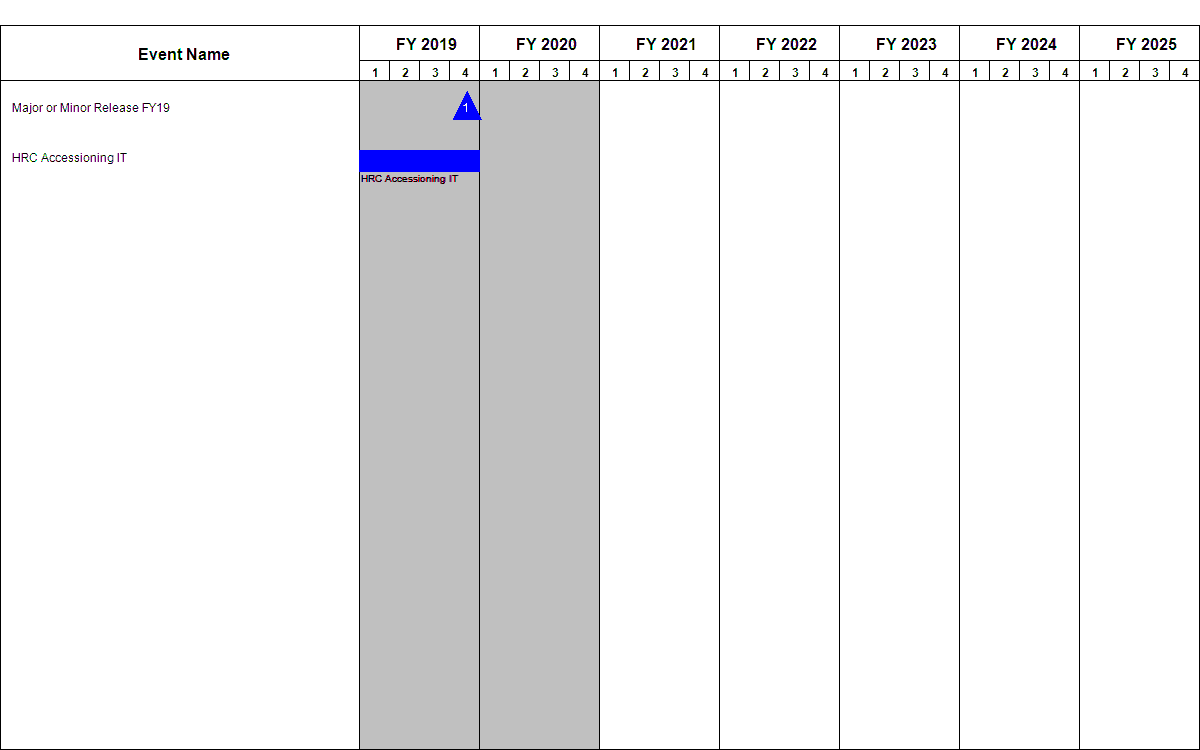 Event Name
FY 2019 FY 2020 FY 2021 FY 2022 FY 2023 FY 2024 FY 2025
1 2 3 4 1 2 3 4 1 2 3 4 1 2 3 4 1 2 3 4 1 2 3 4 1 2 3 4
Major or Minor Release FY19 1
HRC Accessioning IT
HRC Accessioning IT